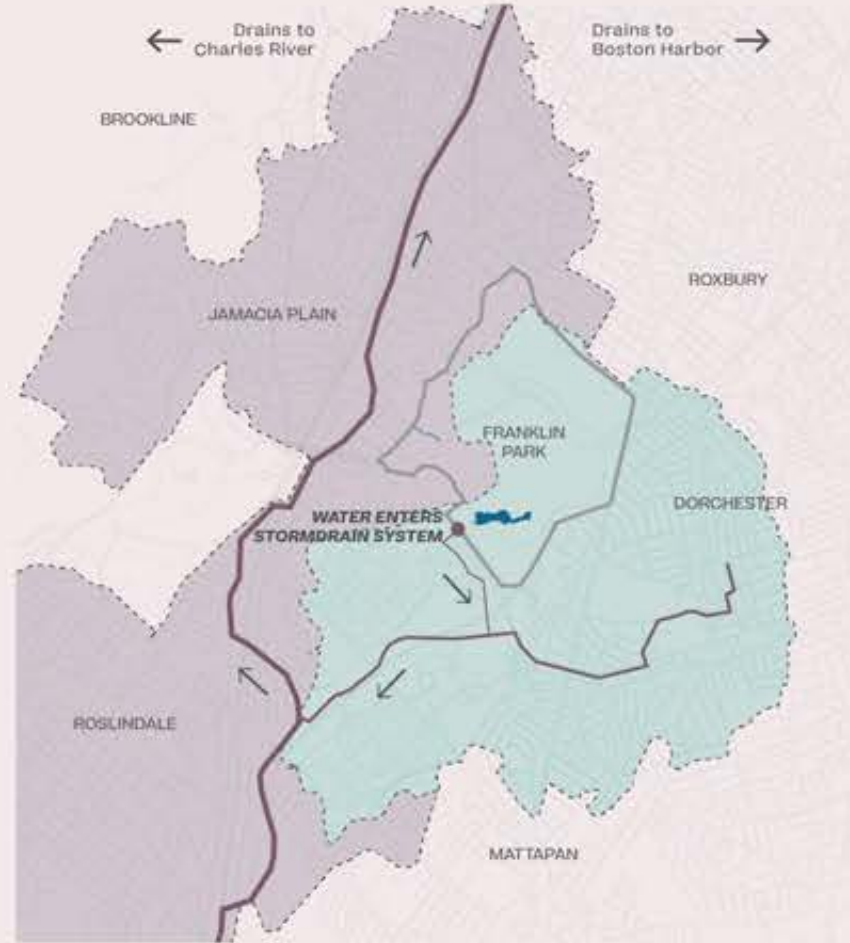 Drains to
Charles River
Drains to
Boston Harbor
BROOKLINE
ROXBURY
JAMACIA PLAIN
FRANKLIN
PARK
DORCHESTER
WATER ENTERS
STORMDRAIN SYSTEM
ROSLINDALE
MATTAPAN